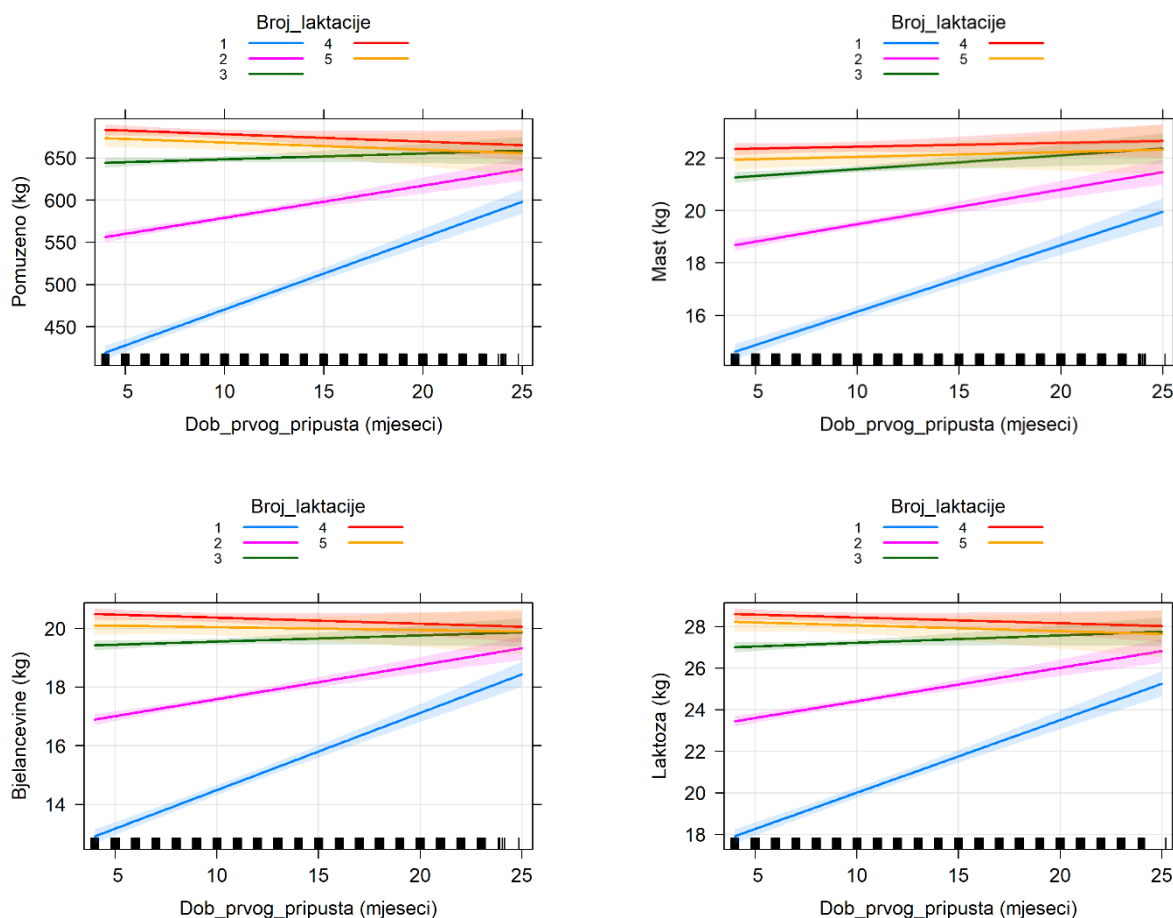 Broj_laktacije
1 4
2 5
3
Pomuzeno (kg)
650
600
550
500
450
5 10 15 20 25
Dob_prvog_pripusta (mjeseci)
Broj_laktacije
1 4
2 5
3
Mast (kg)
22
20
18
16
5 10 15 20 25
Dob_prvog_pripusta (mjeseci)
Broj_laktacije
1 4
2 5
3
Bjelancevine (kg)
20
18
16
14
5 10 15 20 25
Dob_prvog_pripusta (mjeseci)
Broj_laktacije
1 4
2 5
3
Laktoza (kg)
28
26
24
22
20
18
5 10 15 20 25
Dob_prvog_pripusta (mjeseci)